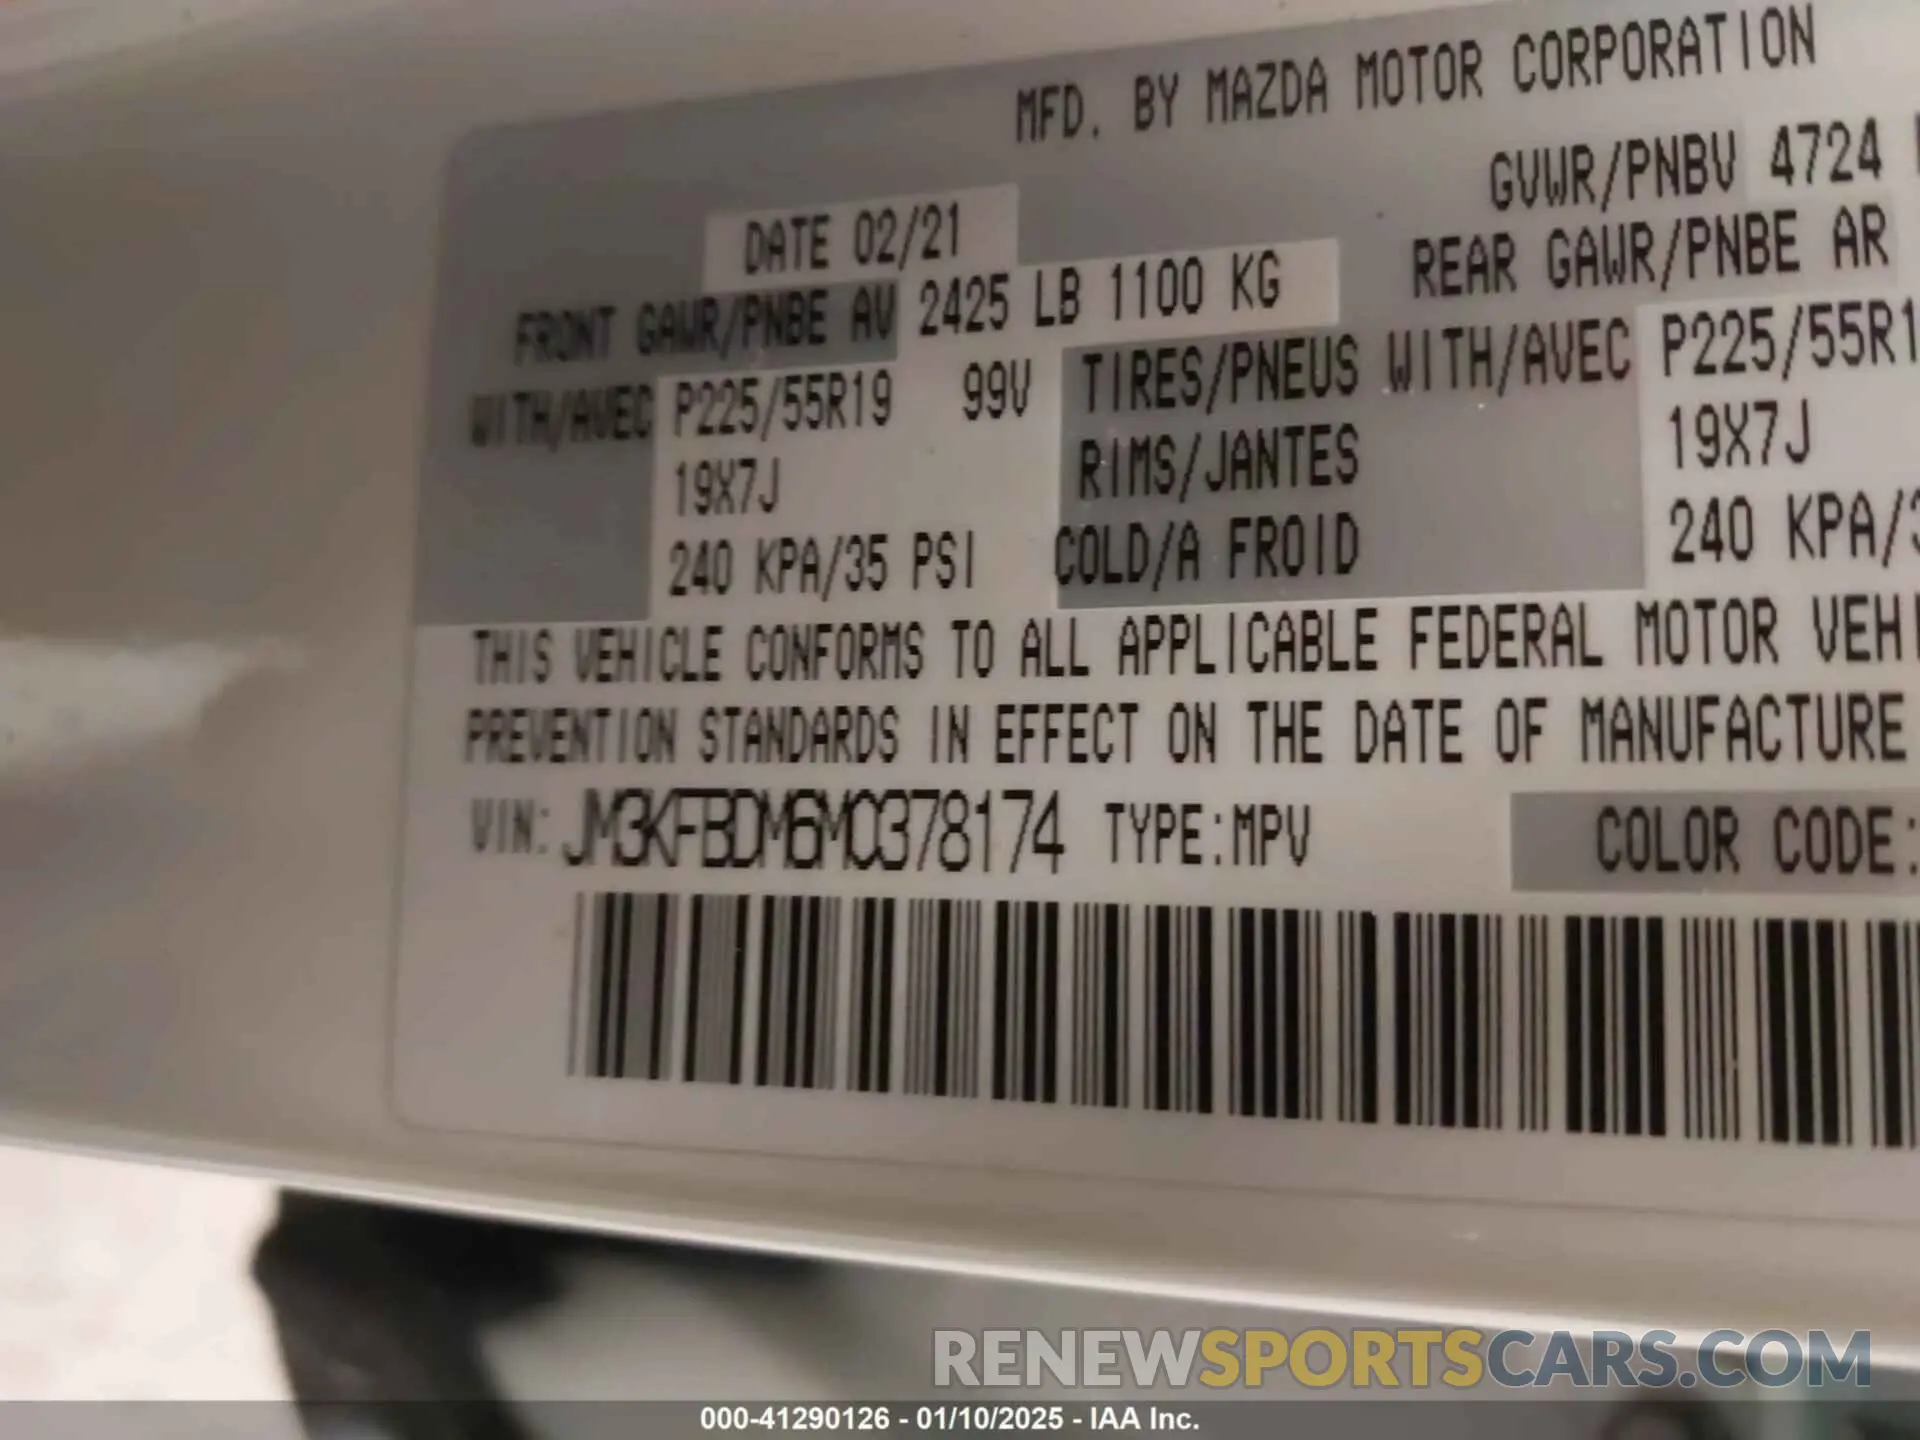 MFD. BY MAZDA MOTOR CORPORATION
DATE 02/21 GVWR/PNBV 4724
FRONT GAWR/PNBE AV 2425 LB 1100 KG REAR GAWR/PNBE AR
WITH/AVEC P225/55R19 99V TIRES/PNEUS WITH/AVEC P225/55R1
19X7J RIMS/JANTES 19X7J
240 KPA/35 PSI COLD/A FROID 240 KPA/3
THIS VEHICLE CONFORMS TO ALL APPLICABLE FEDERAL MOTOR VEHI
PREVENTION STANDARDS IN EFFECT ON THE DATE OF MANUFACTURE
VIN: JM3KFBDM6M0378174 TYPE:MPV COLOR CODE:
RENEWSPORTSCARS.COM
000-41290126 - 01/10/2025 - IAA Inc.